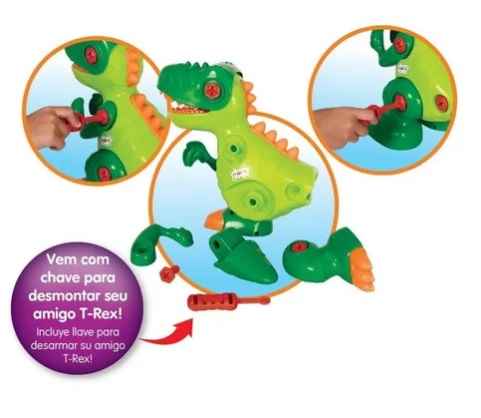 Vem com
chave para
desmontar seu
amigo T-Rex!
Incluye llave para
desarmar su amigo
T-Rex!